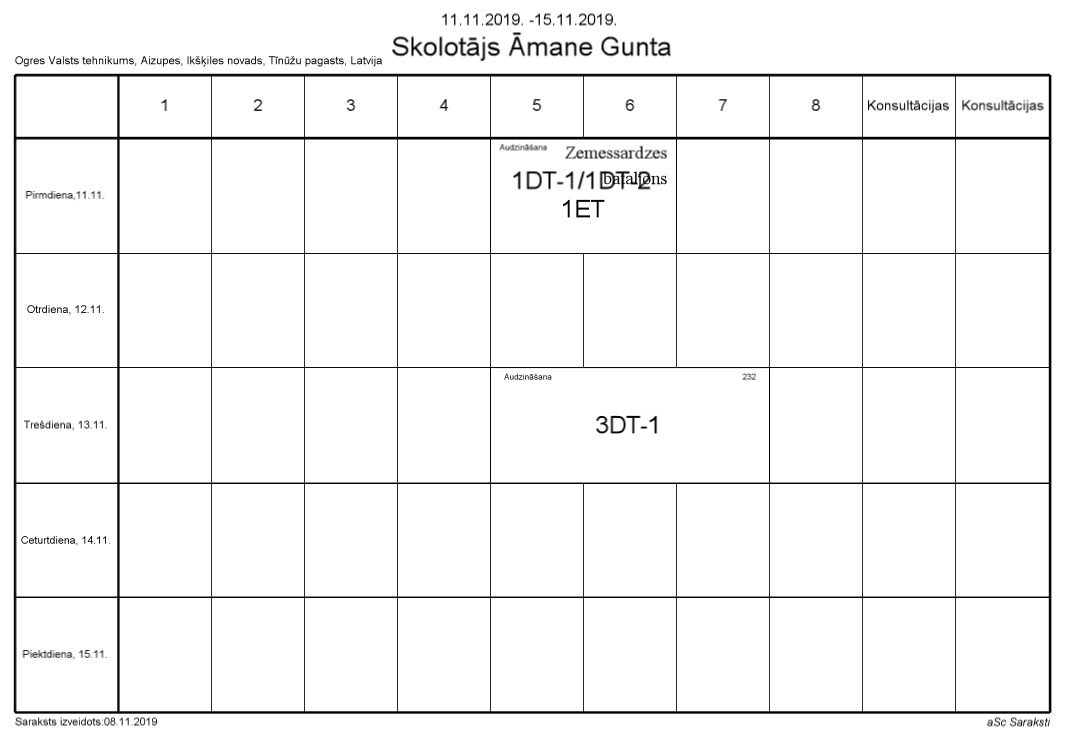 11.11.2019. -15.11.2019.
Skolotājs Āmane Gunta
Ogres Valsts tehnikums, Aizupes, Ikšķiles novads, Tīnūžu pagasts, Latvija
1 2 3 4 5 6 7 8 Konsultācijas Konsultācijas
Pirmdiena,11.11.
Audzināšana Zemessardzes
bataljons
1DT-1/1DT-2
1ET
Otrdiena, 12.11.
Trešdiena, 13.11.
Audzināšana 232
3DT-1
Ceturtdiena, 14.11.
Piektdiena, 15.11.
Saraksts izveidots:08.11.2019 aSc Saraksti